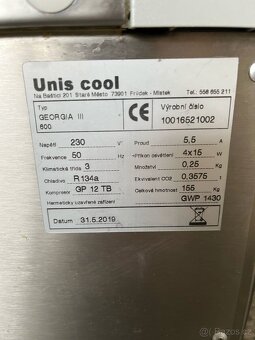 Unis cool
Na Baštici 201 Staré Město 73901 Frýdek - Místek Tel.: 558 655 211
Typ
GEORGIA III
600
CE
Výrobní číslo
10016521002
Napětí 230 V
Proud 5,5 A
Frekvence 50 Hz
Příkon osvětlení 4x15 W
Klimatická třída 3
Množství 0,25 Kg
Chladivo R134a
Ekvivalent CO2 0,3575 t
Kompresor GP 12 TB
Celková hmotnost 155 Kg
Hermeticky uzavřené zařízení
GWP 1430
Datum 31.5.2019
bazoš.cz